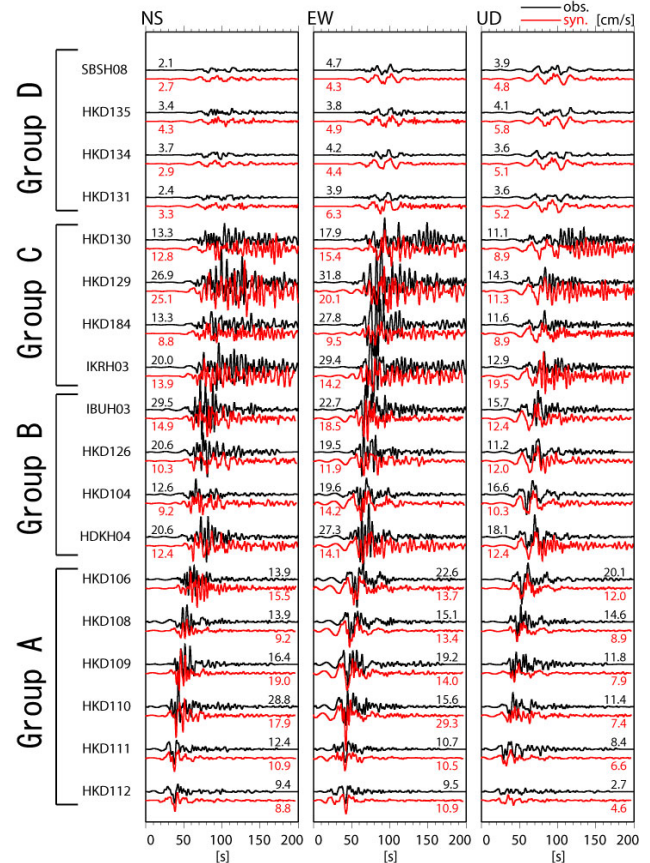 NS EW UD obs. syn. [cm/s]
Group D
SBSH08 2.1 4.7 3.9
2.7 4.3 4.8
HKD135 3.4 3.8 4.1
4.3 4.9 5.8
HKD134 3.7 4.2 3.6
2.9 4.4 5.1
HKD131 2.4 3.9 3.6
3.3 6.3 5.2
Group C
HKD130 13.3 17.9 11.1
12.8 15.4 8.9
HKD129 26.9 31.8 14.3
25.1 20.1 11.3
HKD184 13.3 27.8 11.6
8.8 9.5 8.9
IKRH03 20.0 29.4 12.9
13.9 14.2 19.5
Group B
IBUH03 29.5 22.7 15.7
14.9 18.5 12.4
HKD126 20.6 19.5 11.2
10.3 11.9 12.0
HKD104 12.6 19.6 16.6
9.2 14.2 10.3
HDKH04 20.6 27.3 18.1
12.4 14.1 12.4
Group A
HKD106 13.9 22.6 20.1
15.5 13.7 12.0
HKD108 13.9 15.1 14.6
9.2 13.4 8.9
HKD109 16.4 19.2 11.8
19.0 14.0 7.9
HKD110 28.8 15.6 11.4
17.9 29.3 7.4
HKD111 12.4 10.7 8.4
10.9 10.5 6.6
HKD112 9.4 9.5 2.7
8.8 10.9 4.6
0 50 100 150 200 0 50 100 150 200 0 50 100 150 200
[s] [s] [s]